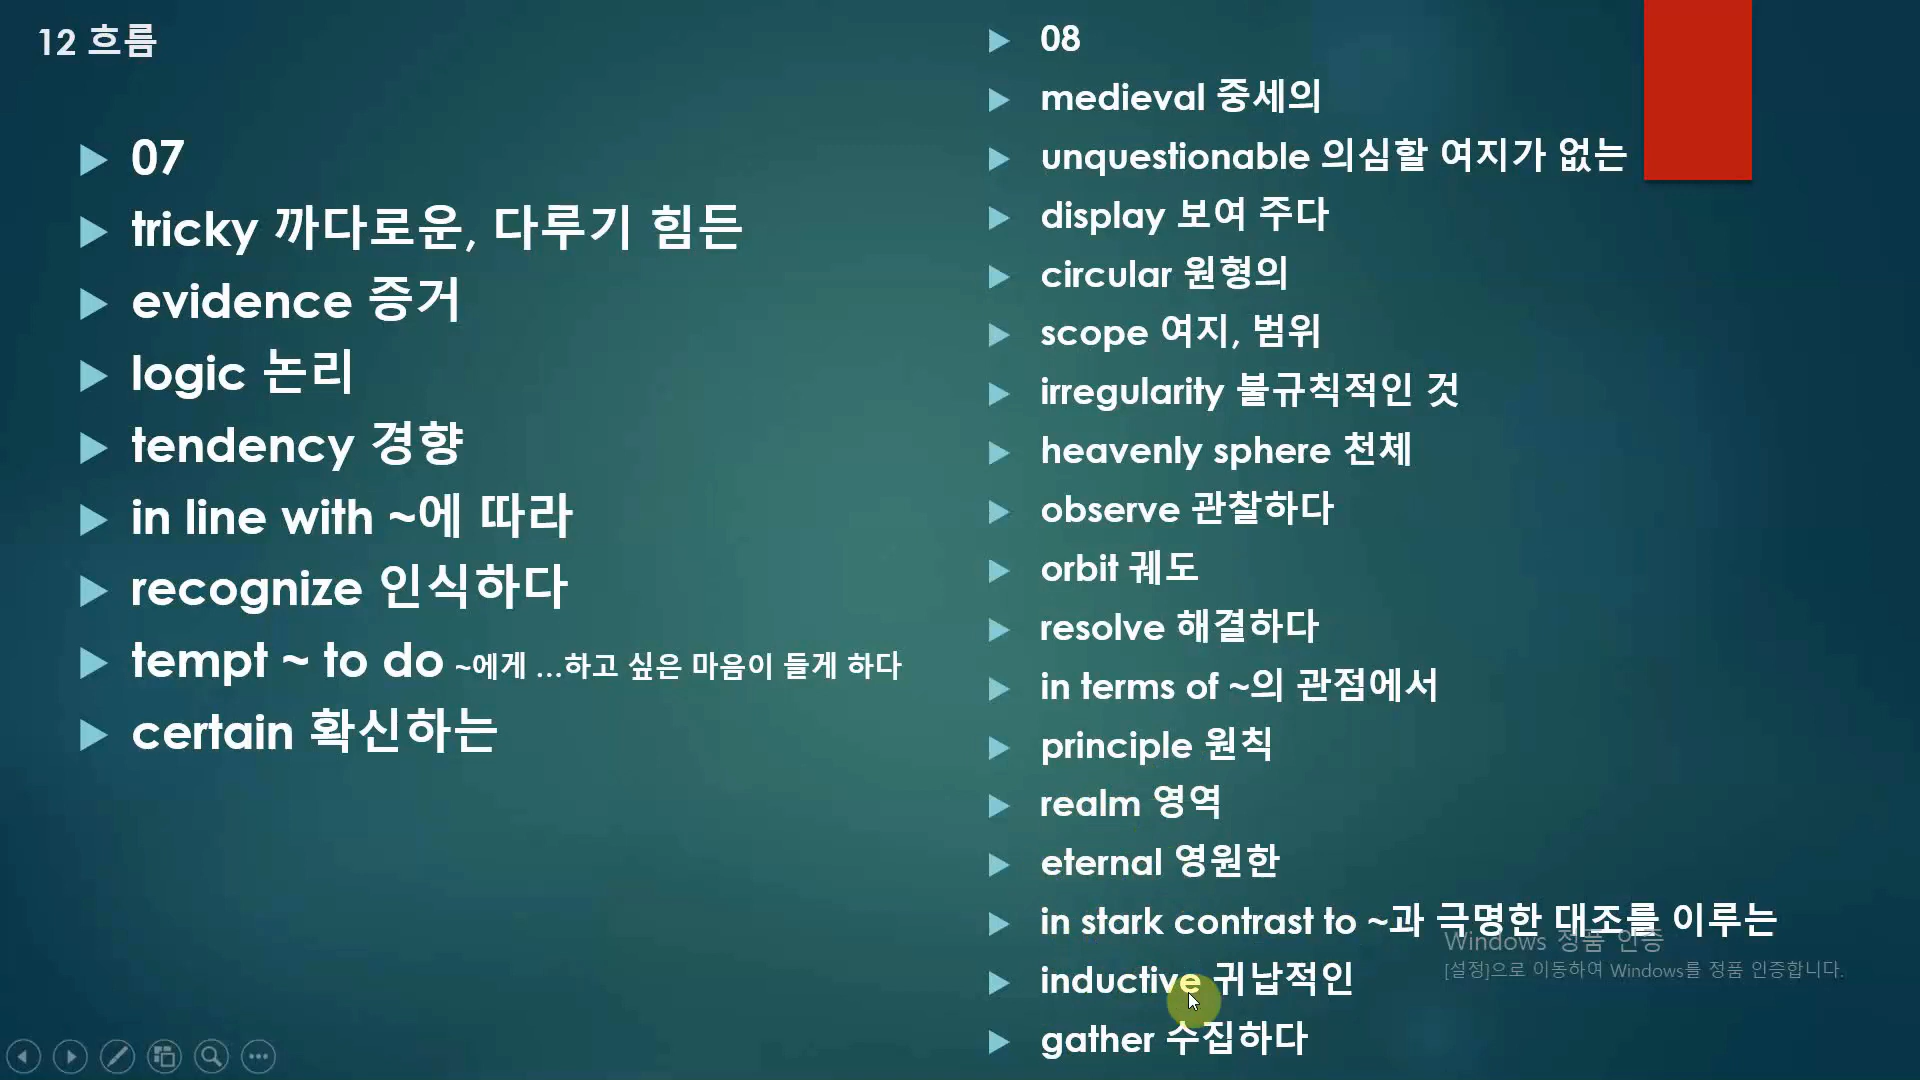 12 흐름
07
tricky 까다로운, 다루기 힘든
evidence 증거
logic 논리
tendency 경향
in line with ~에 따라
recognize 인식하다
tempt ~ to do ~에게 ...하고 싶은 마음이 들게 하다
certain 확신하는
08
medieval 중세의
unquestionable 의심할 여지가 없는
display 보여 주다
circular 원형의
scope 여지, 범위
irregularity 불규칙적인 것
heavenly sphere 천체
observe 관찰하다
orbit 궤도
resolve 해결하다
in terms of ~의 관점에서
principle 원칙
realm 영역
eternal 영원한
in stark contrast to ~과 극명한 대조를 이루는
Windows 정품 인증
[설정]으로 이동하여 Windows를 정품 인증합니다.
inductive 귀납적인
gather 수집하다